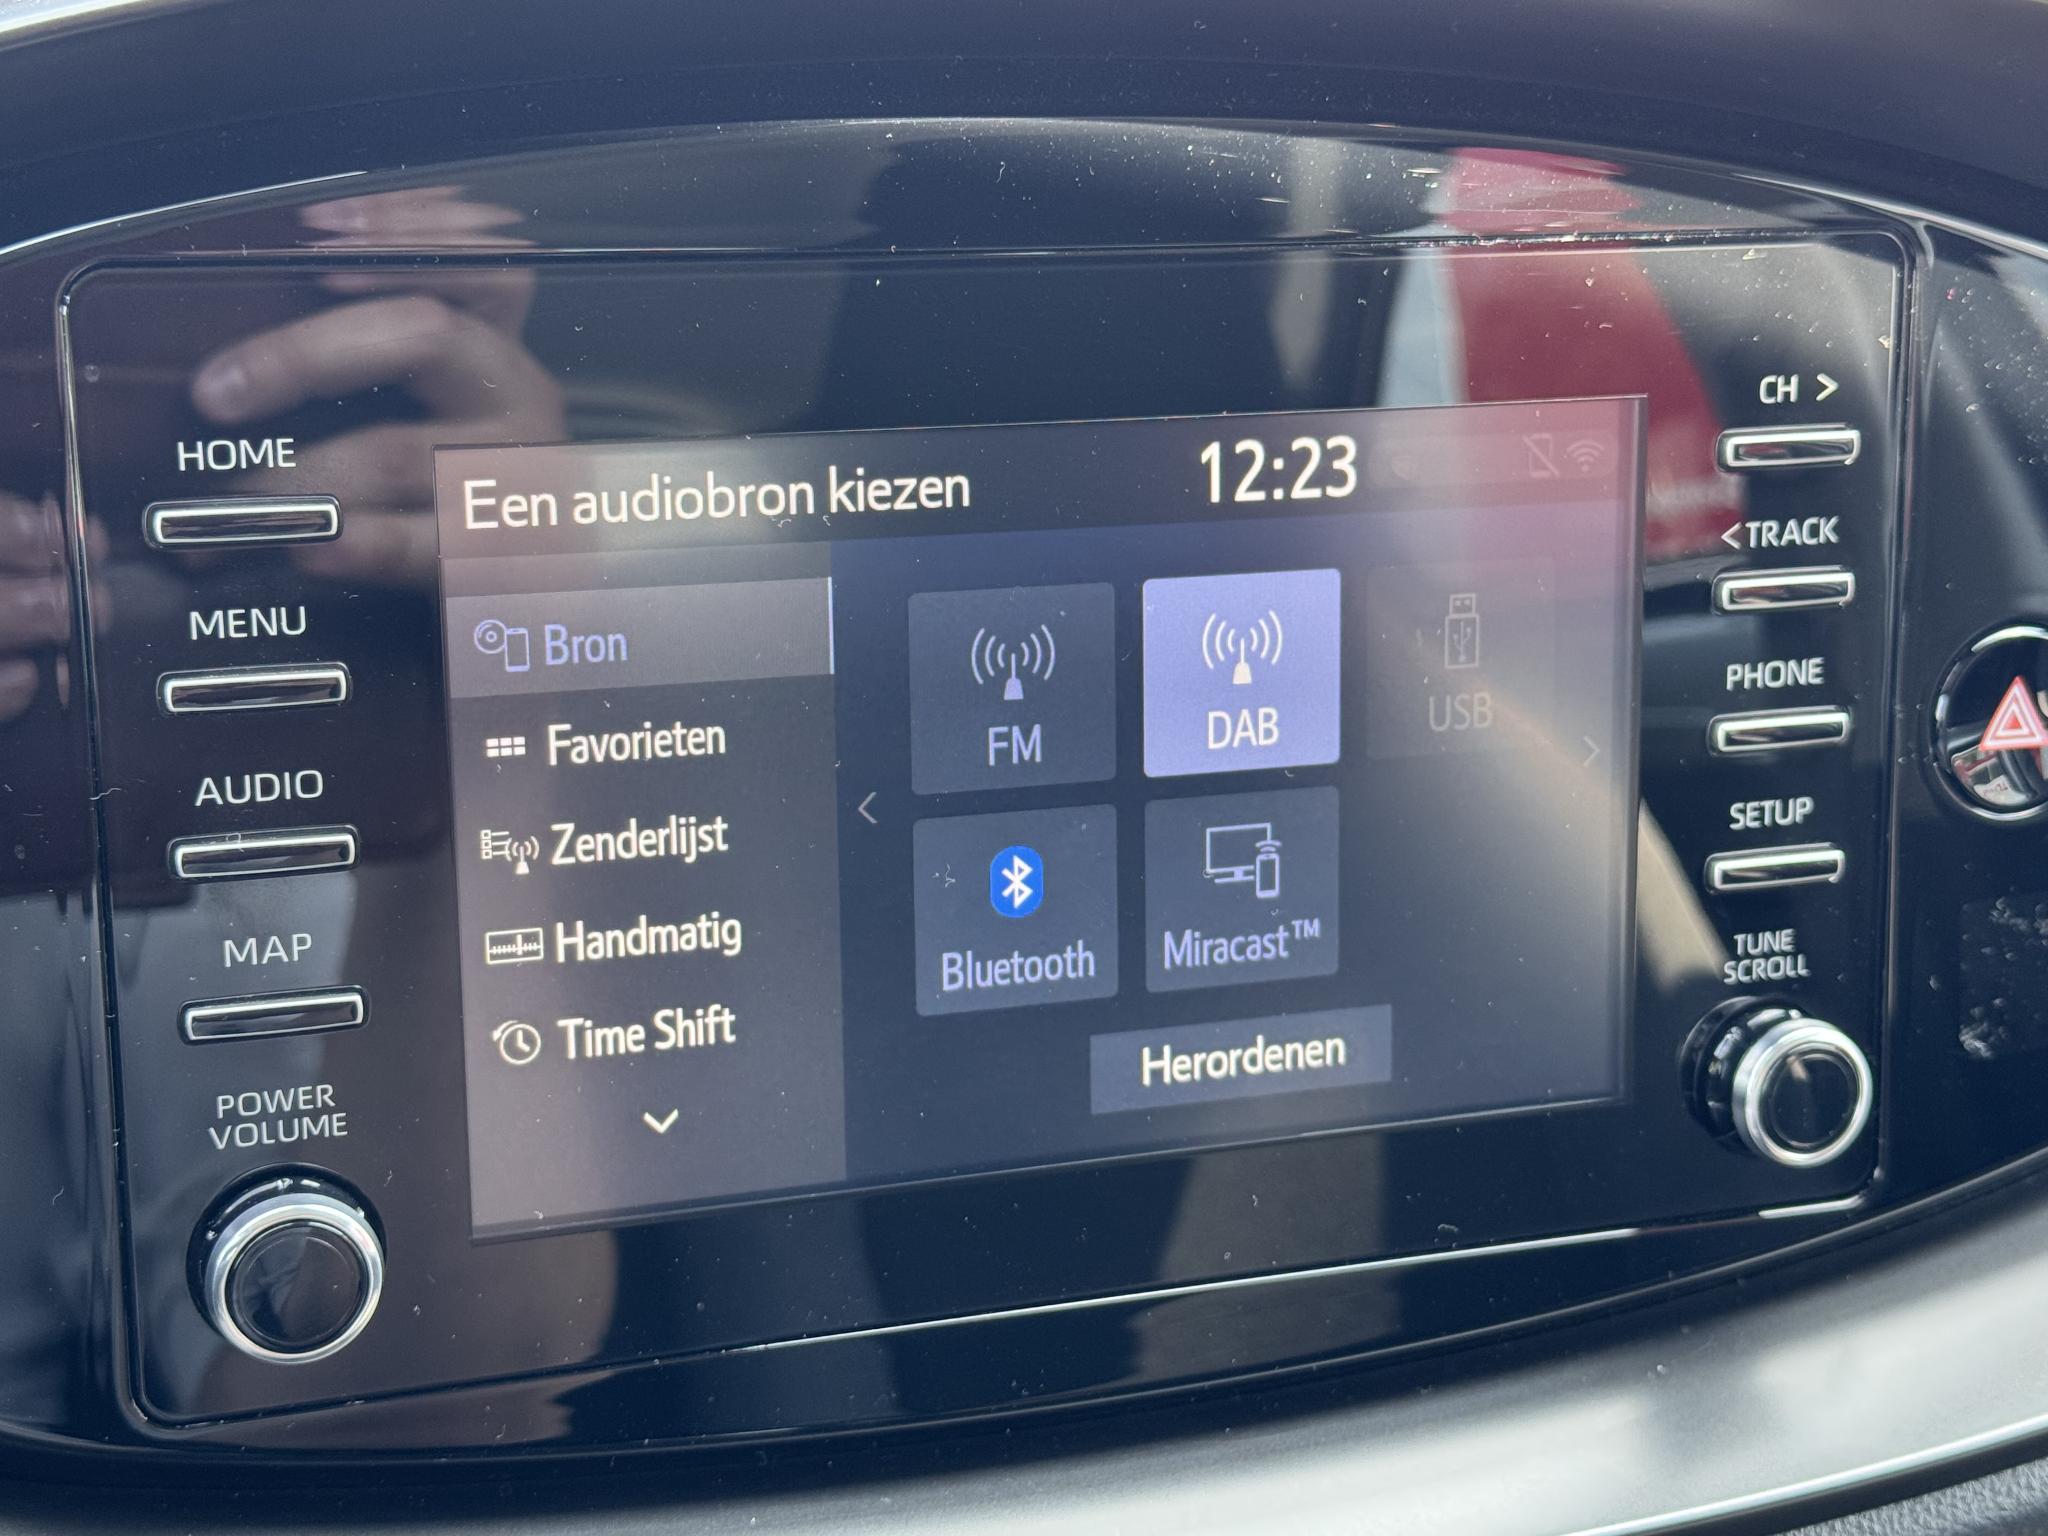 HOME
MENU
AUDIO
MAP
POWER
VOLUME
Een audiobron kiezen
12:23
Bron
Favorieten
Zenderlijst
Handmatig
Time Shift
FM
DAB
USB
Bluetooth
Miracast™
Herordenen
CH >
< TRACK
PHONE
SETUP
TUNE
SCROLL